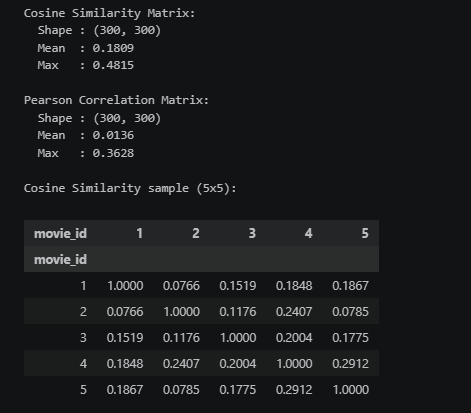 Cosine Similarity Matrix:
Shape : (300, 300)
Mean : 0.1809
Max : 0.4815
Pearson Correlation Matrix:
Shape : (300, 300)
Mean : 0.0136
Max : 0.3628
Cosine Similarity sample (5x5):
movie_id 1 2 3 4 5
movie_id
1 1.0000 0.0766 0.1519 0.1848 0.1867
2 0.0766 1.0000 0.1176 0.2407 0.0785
3 0.1519 0.1176 1.0000 0.2004 0.1775
4 0.1848 0.2407 0.2004 1.0000 0.2912
5 0.1867 0.0785 0.1775 0.2912 1.0000